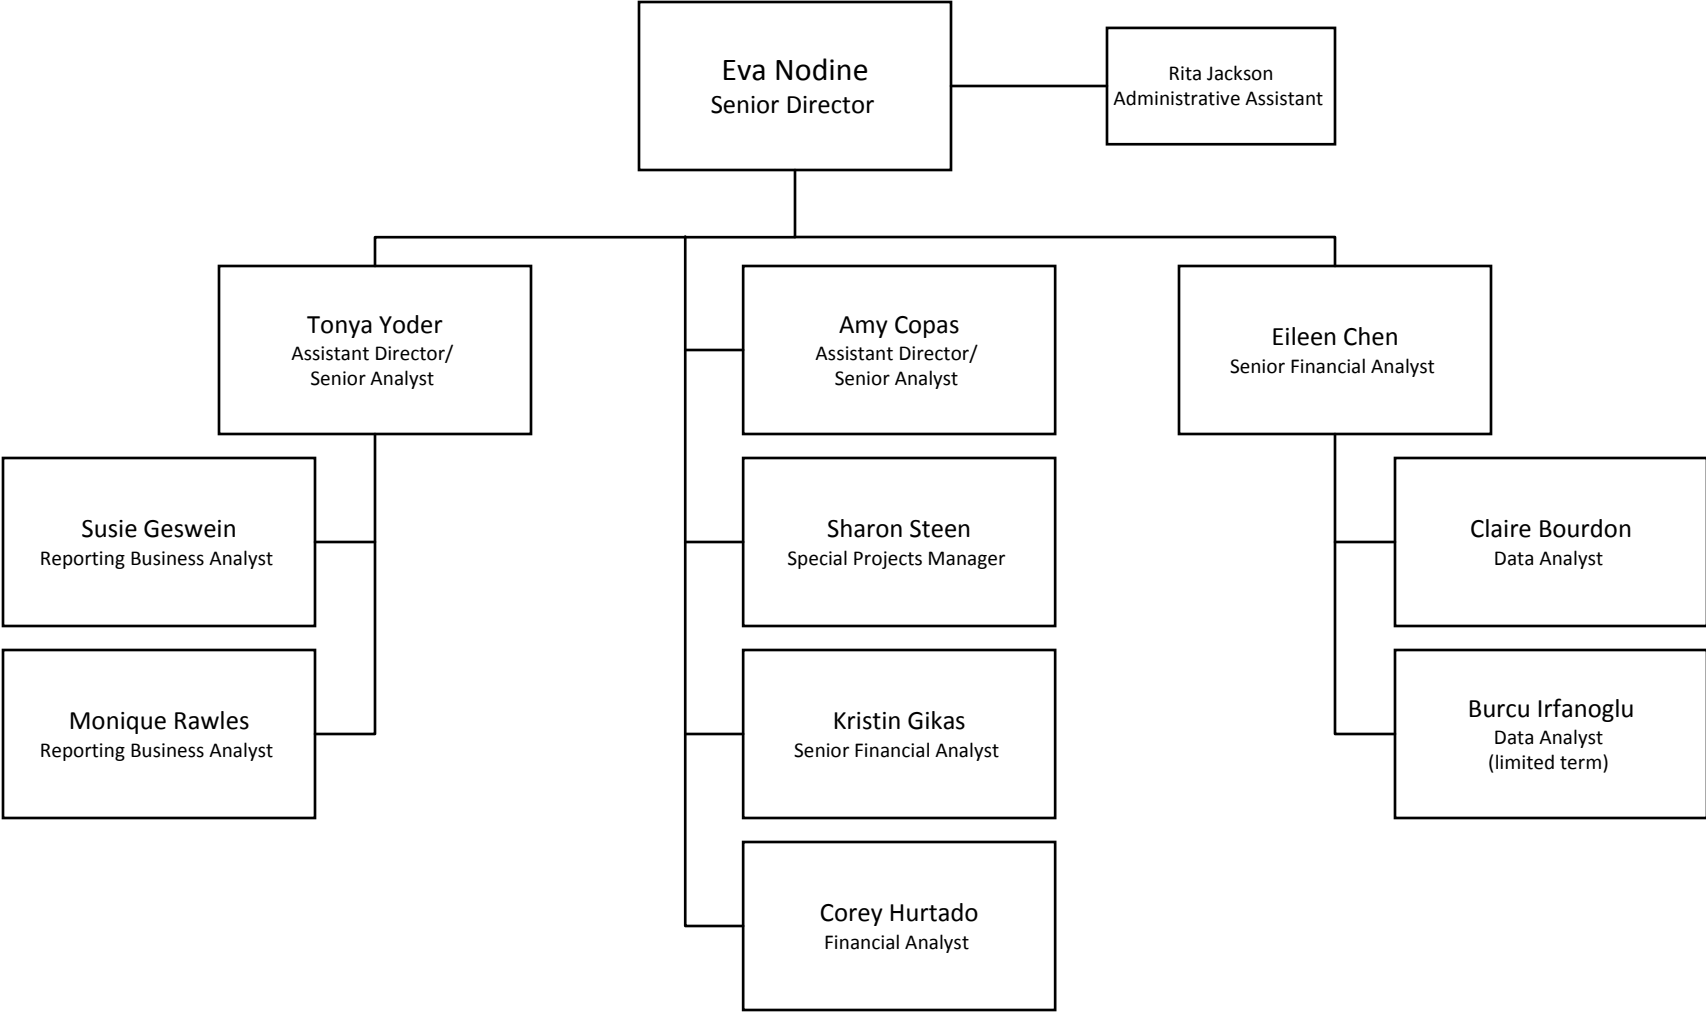 Eva Nodine
Senior Director
Rita Jackson
Administrative Assistant
Tonya Yoder
Assistant Director/
Senior Analyst
Amy Copas
Assistant Director/
Senior Analyst
Eileen Chen
Senior Financial Analyst
Susie Geswein
Reporting Business Analyst
Sharon Steen
Special Projects Manager
Claire Bourdon
Data Analyst
Monique Rawles
Reporting Business Analyst
Kristin Gikas
Senior Financial Analyst
Burcu Irfanoglu
Data Analyst
(limited term)
Corey Hurtado
Financial Analyst